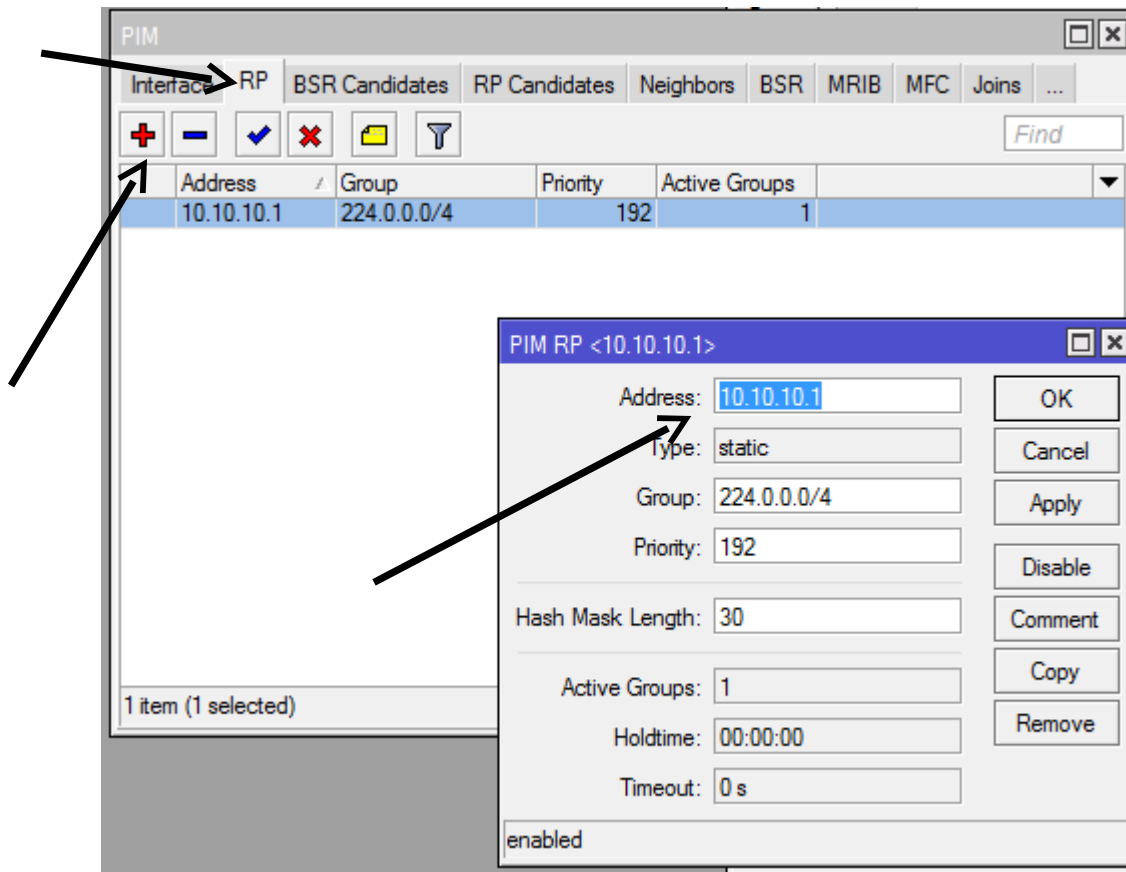 PIM
Interface RP BSR Candidates RP Candidates Neighbors BSR MRIB MFC Joins ...
Find
Address Group Priority Active Groups
10.10.10.1 224.0.0.0/4 192 1
PIM RP <10.10.10.1>
Address: 10.10.10.1 OK
Type: static Cancel
Group: 224.0.0.0/4 Apply
Priority: 192
Disable
Hash Mask Length: 30 Comment
Copy
Active Groups: 1
1 item (1 selected)
Remove
Holdtime: 00:00:00
Timeout: 0 s
enabled